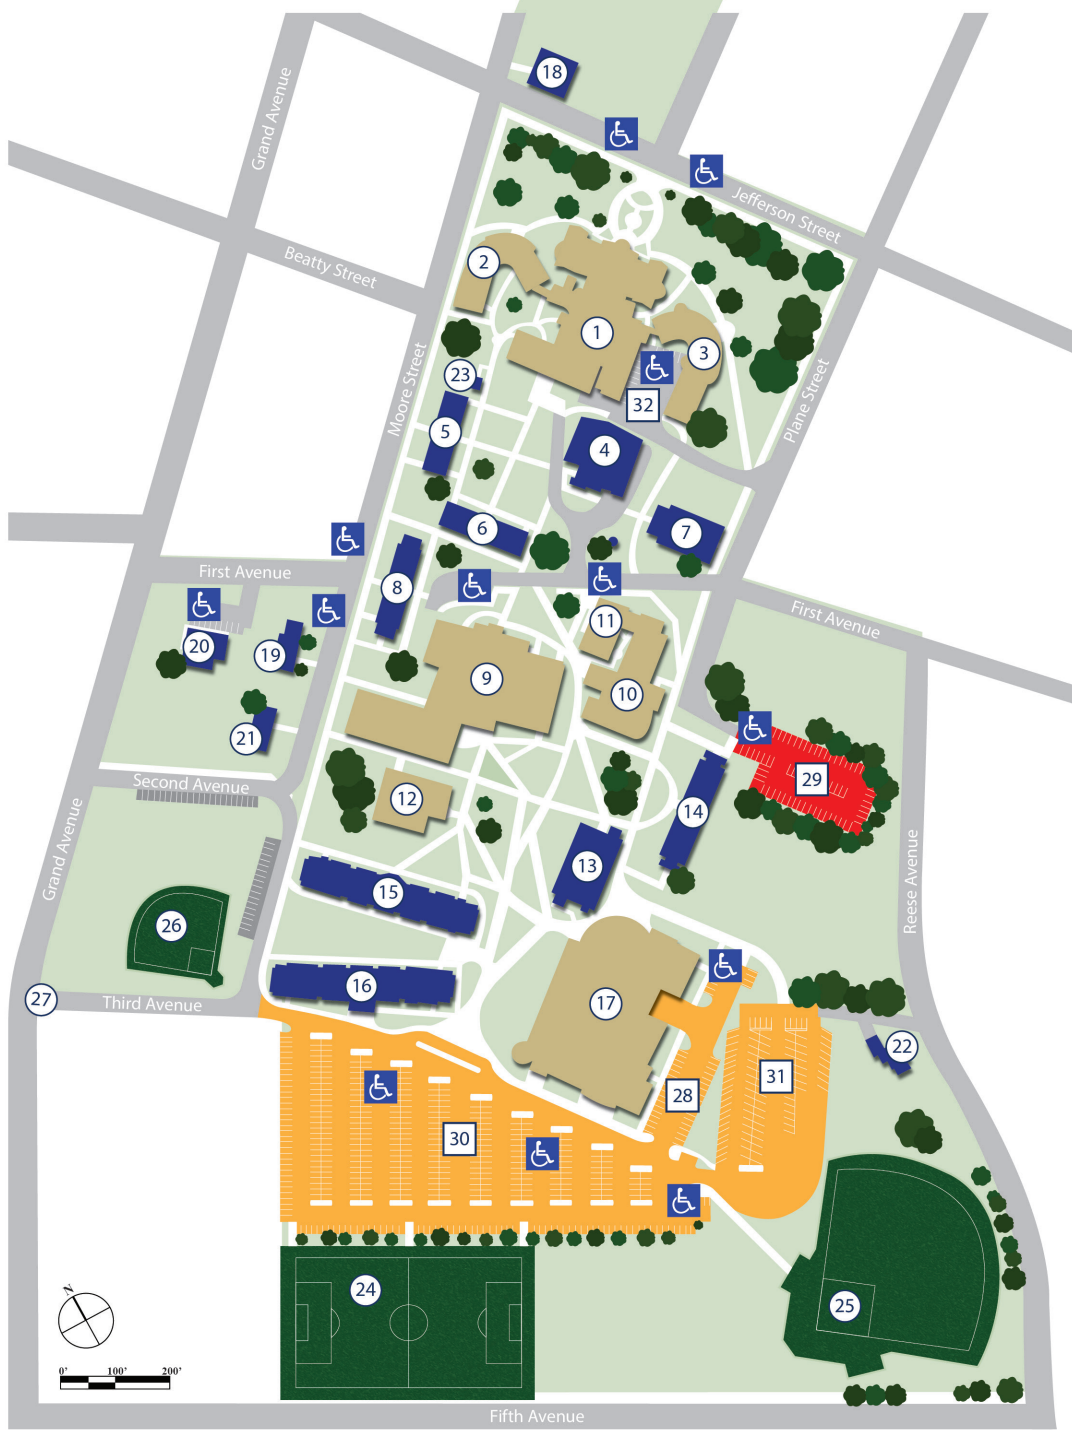 18
Grand Avenue
Jefferson Street
Beatty Street
2
1
3
23
32
Moore Street
Plane Street
5
4
6
7
First Avenue
8
First Avenue
11
20
19
9
10
21
29
Second Avenue
12
14
Grand Avenue
13
15
Reese Avenue
26
16
27
Third Avenue
17
22
31
28
30
24
25
N
0'
100'
200'
Fifth Avenue